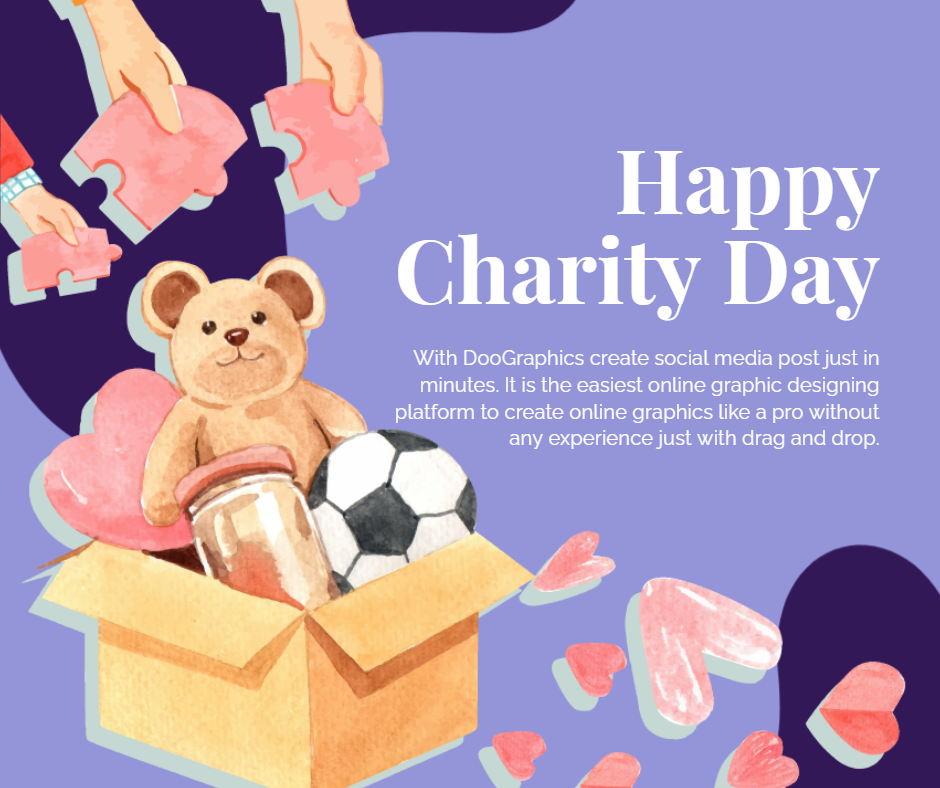 Happy
Charity Day
With DooGraphics create social media post just in
minutes. It is the easiest online graphic designing
platform to create online graphics like a pro without
any experience just with drag and drop.